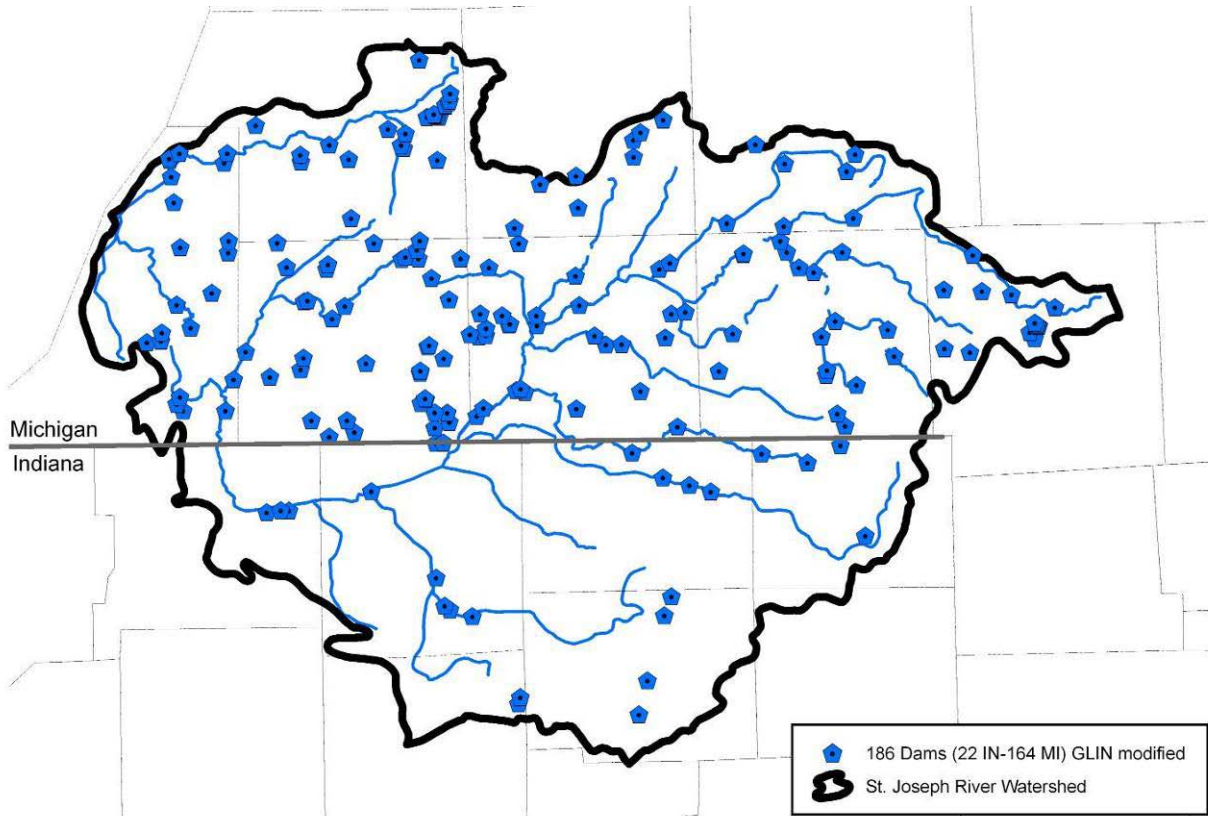 Michigan
Indiana
186 Dams (22 IN-164 MI) GLIN modified
St. Joseph River Watershed